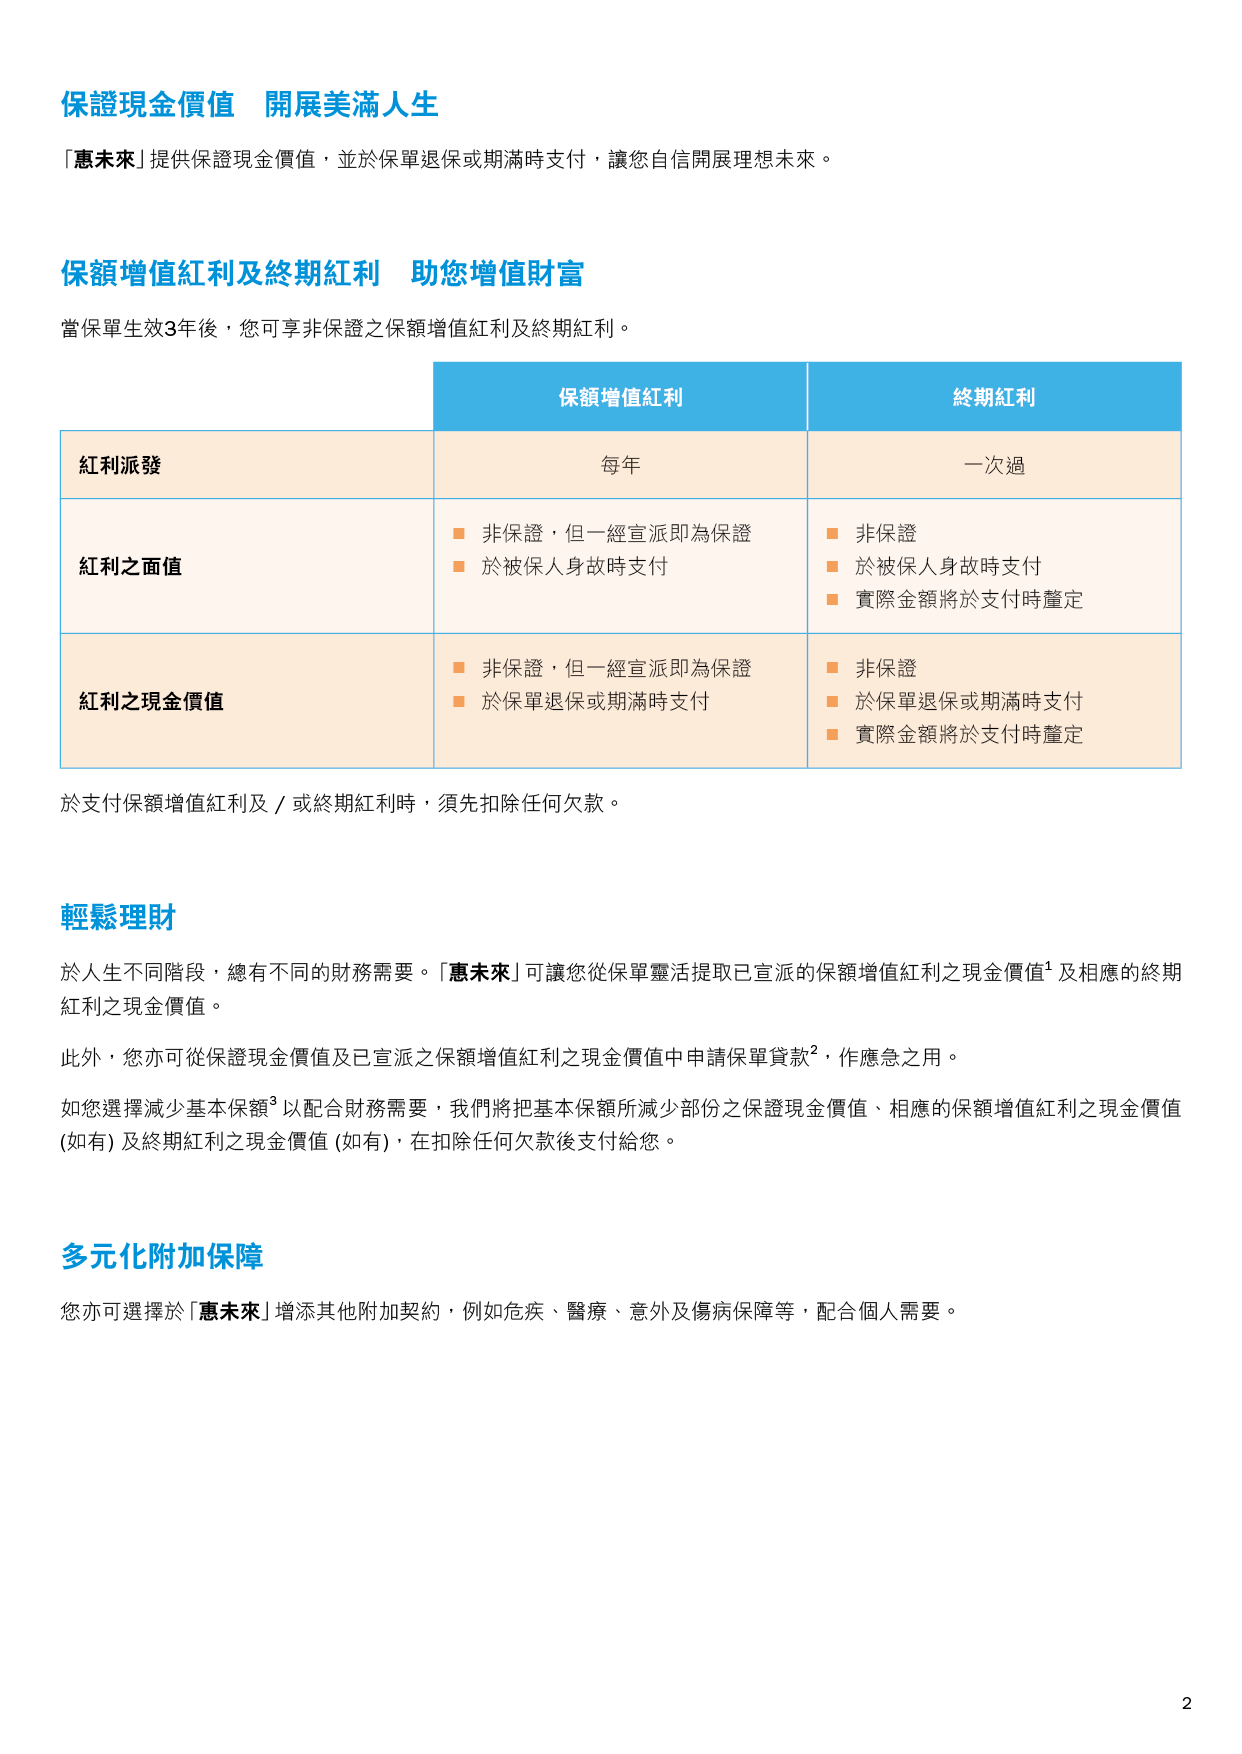 保證現金價值　開展美滿人生
「惠未來」提供保證現金價值，並於保單退保或期滿時支付，讓您自信開展理想未來。
保額增值紅利及終期紅利　助您增值財富
當保單生效3年後，您可享非保證之保額增值紅利及終期紅利。
保額增值紅利
終期紅利
紅利派發
每年
一次過
紅利之面值
■ 非保證，但一經宣派即為保證
■ 於被保人身故時支付
■ 非保證
■ 於被保人身故時支付
■ 實際金額將於支付時釐定
紅利之現金價值
■ 非保證，但一經宣派即為保證
■ 於保單退保或期滿時支付
■ 非保證
■ 於保單退保或期滿時支付
■ 實際金額將於支付時釐定
於支付保額增值紅利及 / 或終期紅利時，須先扣除任何欠款。
輕鬆理財
於人生不同階段，總有不同的財務需要。「惠未來」可讓您從保單靈活提取已宣派的保額增值紅利之現金價值¹ 及相應的終期
紅利之現金價值。
此外，您亦可從保證現金價值及已宣派之保額增值紅利之現金價值中申請保單貸款²，作應急之用。
如您選擇減少基本保額³ 以配合財務需要，我們將把基本保額所減少部份之保證現金價值、相應的保額增值紅利之現金價值
(如有) 及終期紅利之現金價值 (如有)，在扣除任何欠款後支付給您。
多元化附加保障
您亦可選擇於「惠未來」增添其他附加契約，例如危疾、醫療、意外及傷病保障等，配合個人需要。
2